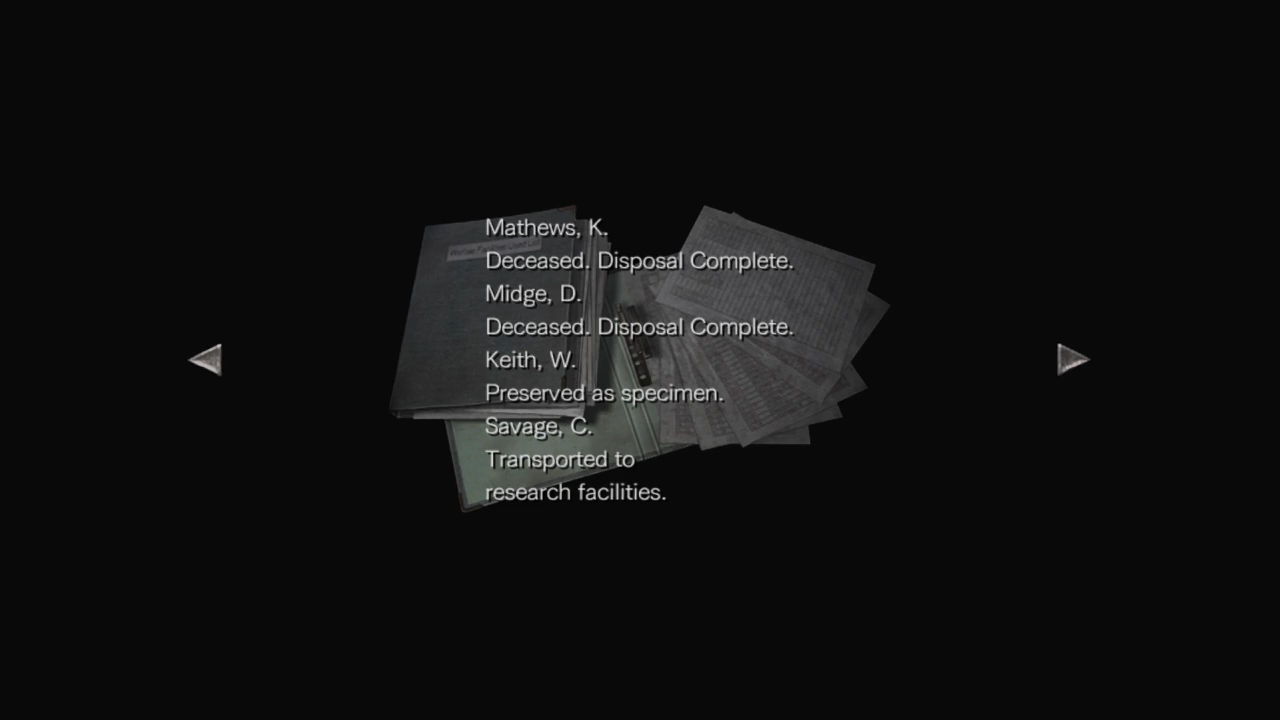 Mathews, K.
Deceased. Disposal Complete.
Midge, D.
Deceased. Disposal Complete.
Keith, W.
Preserved as specimen.
Savage, C.
Transported to
research facilities.